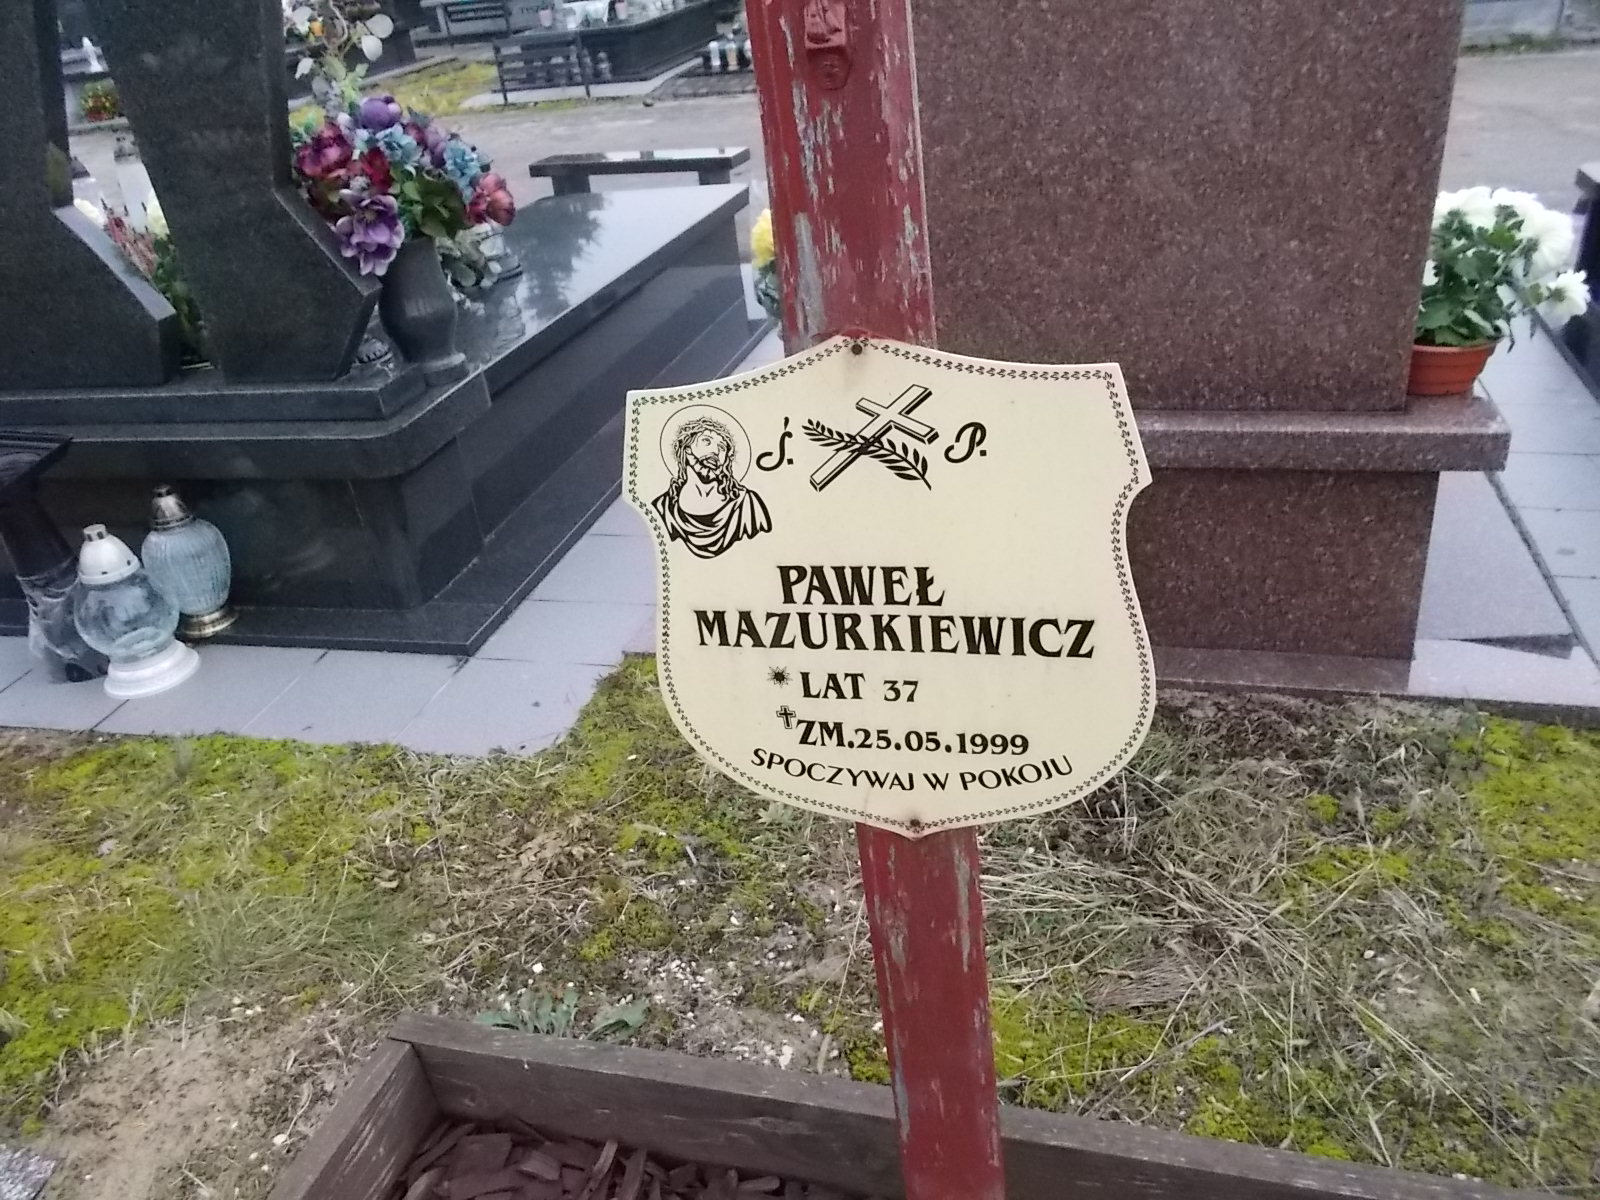 Ś. P.
PAWEŁ
MAZURKIEWICZ
LAT 37
ZM.25.05.1999
SPOCZYWAJ W POKOJU